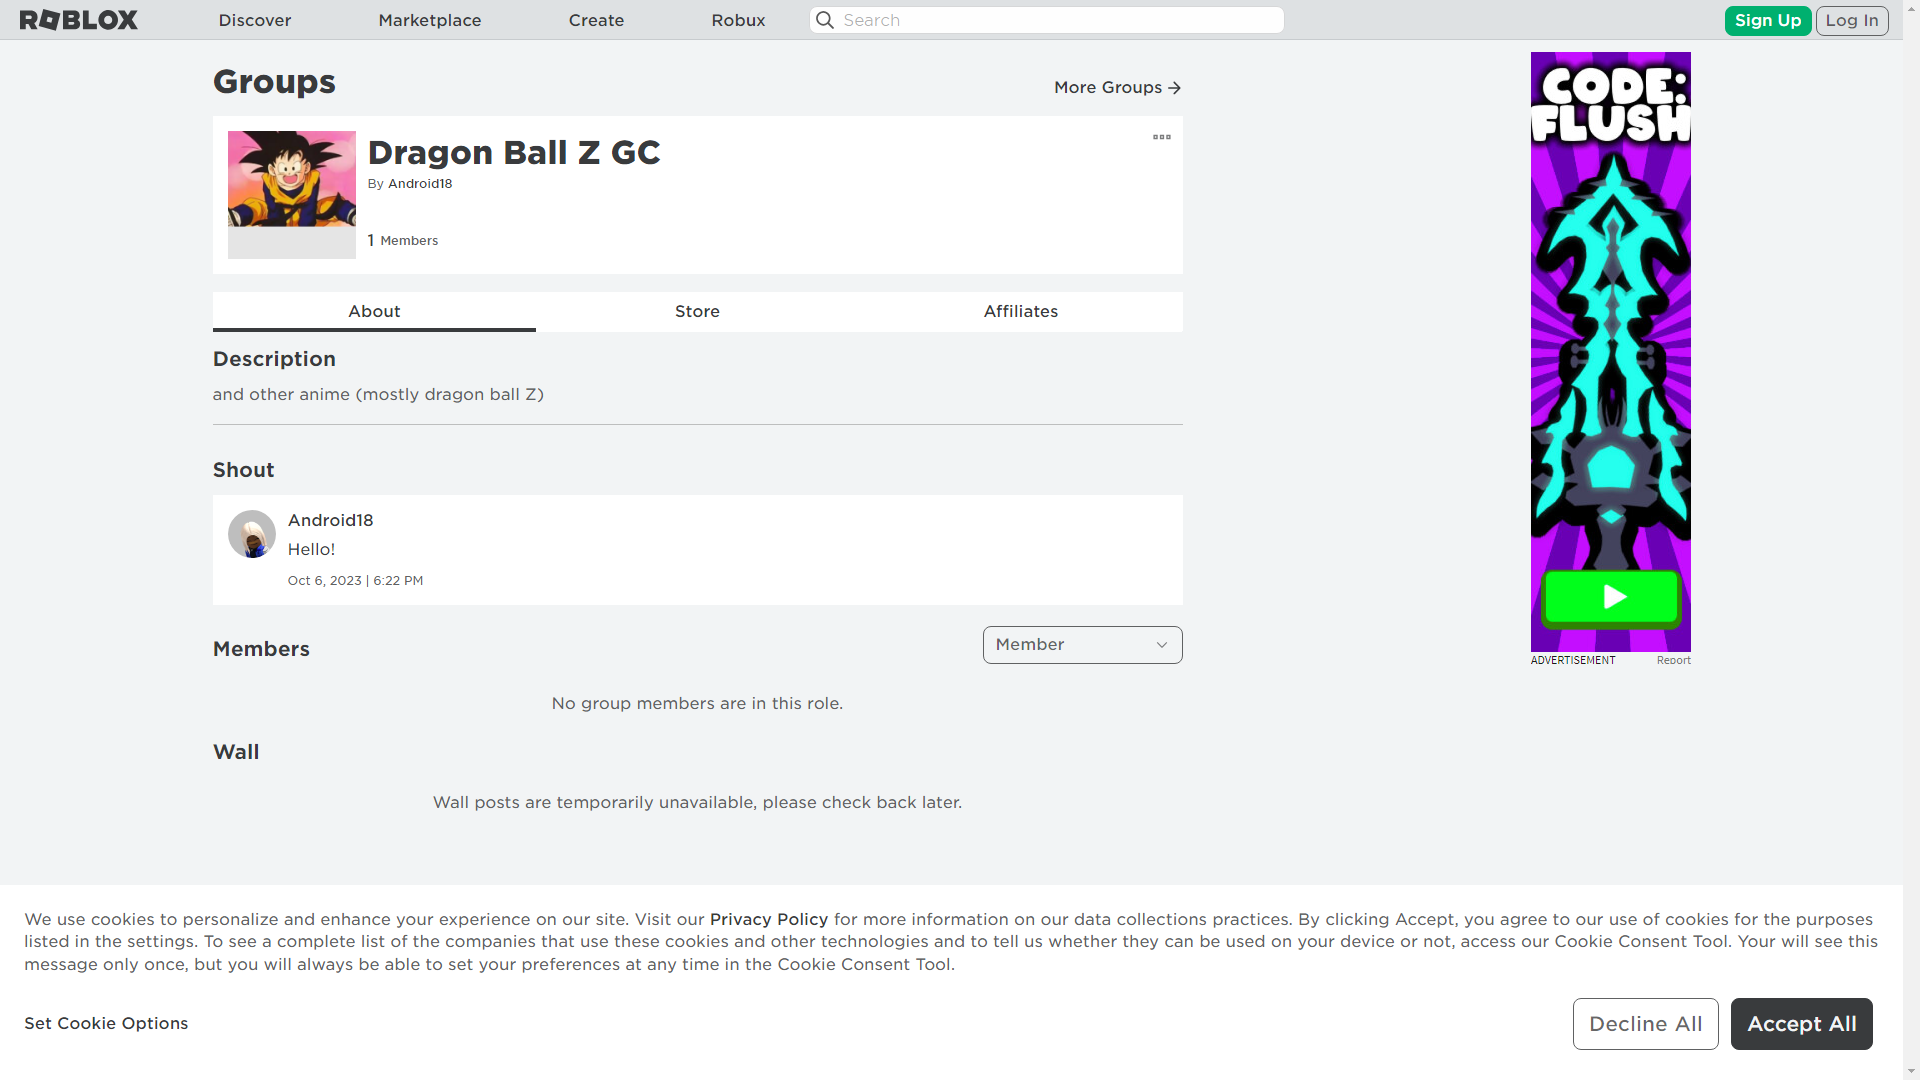 ROBLOX
Discover
Marketplace
Create
Robux
Search
Sign Up
Log In
Groups
More Groups
Dragon Ball Z GC
By Android18
1 Members
About
Store
Affiliates
Description
and other anime (mostly dragon ball Z)
Shout
Android18
Hello!
Oct 6, 2023 | 6:22 PM
Members
Member
No group members are in this role.
Wall
Wall posts are temporarily unavailable, please check back later.
CODE:
FLUSH
ADVERTISEMENT
Report
We use cookies to personalize and enhance your experience on our site. Visit our Privacy Policy for more information on our data collections practices. By clicking Accept, you agree to our use of cookies for the purposes
listed in the settings. To see a complete list of the companies that use these cookies and other technologies and to tell us whether they can be used on your device or not, access our Cookie Consent Tool. Your will see this
message only once, but you will always be able to set your preferences at any time in the Cookie Consent Tool.
Set Cookie Options
Decline All
Accept All